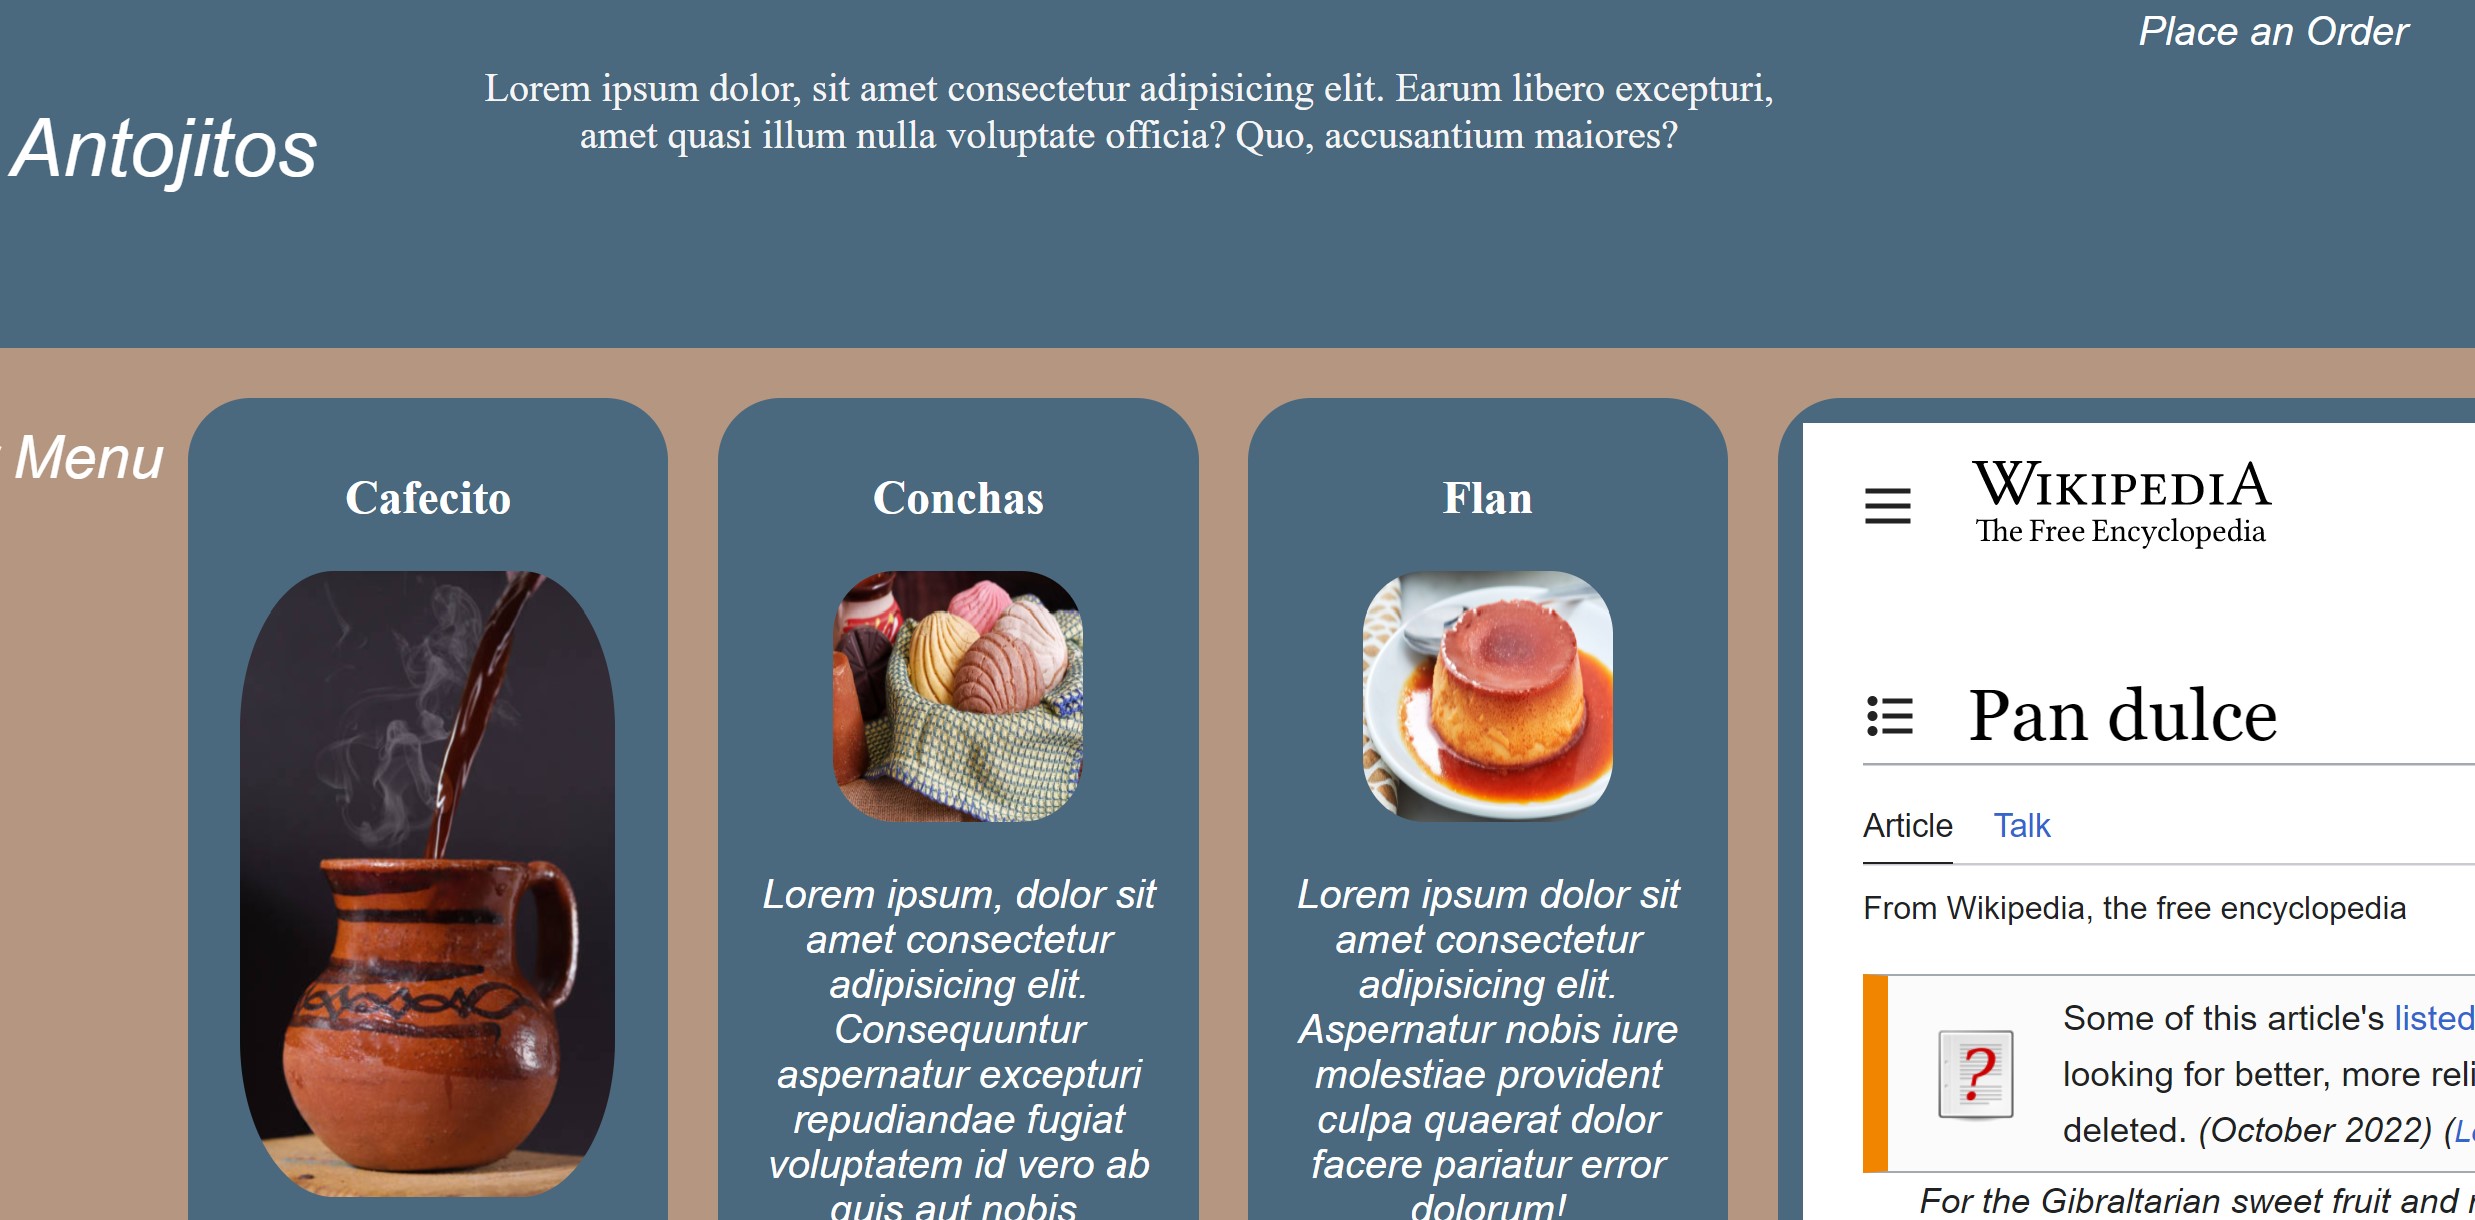 Place an Order
Lorem ipsum dolor, sit amet consectetur adipisicing elit. Earum libero excepturi,
amet quasi illum nulla voluptate officia? Quo, accusantium maiores?
Antojitos
Menu
Cafecito
Conchas
Lorem ipsum, dolor sit
amet consectetur
adipisicing elit.
Consequuntur
aspernatur excepturi
repudiandae fugiat
voluptatem id vero ab
quis aut nobis
Flan
Lorem ipsum dolor sit
amet consectetur
adipisicing elit.
Aspernatur nobis iure
molestiae provident
culpa quaerat dolor
facere pariatur error
dolorum!
WIKIPEDIA
The Free Encyclopedia
Pan dulce
Article Talk
From Wikipedia, the free encyclopedia
Some of this article's listed
looking for better, more
deleted. (October 2022)
For the Gibraltarian sweet fruit and